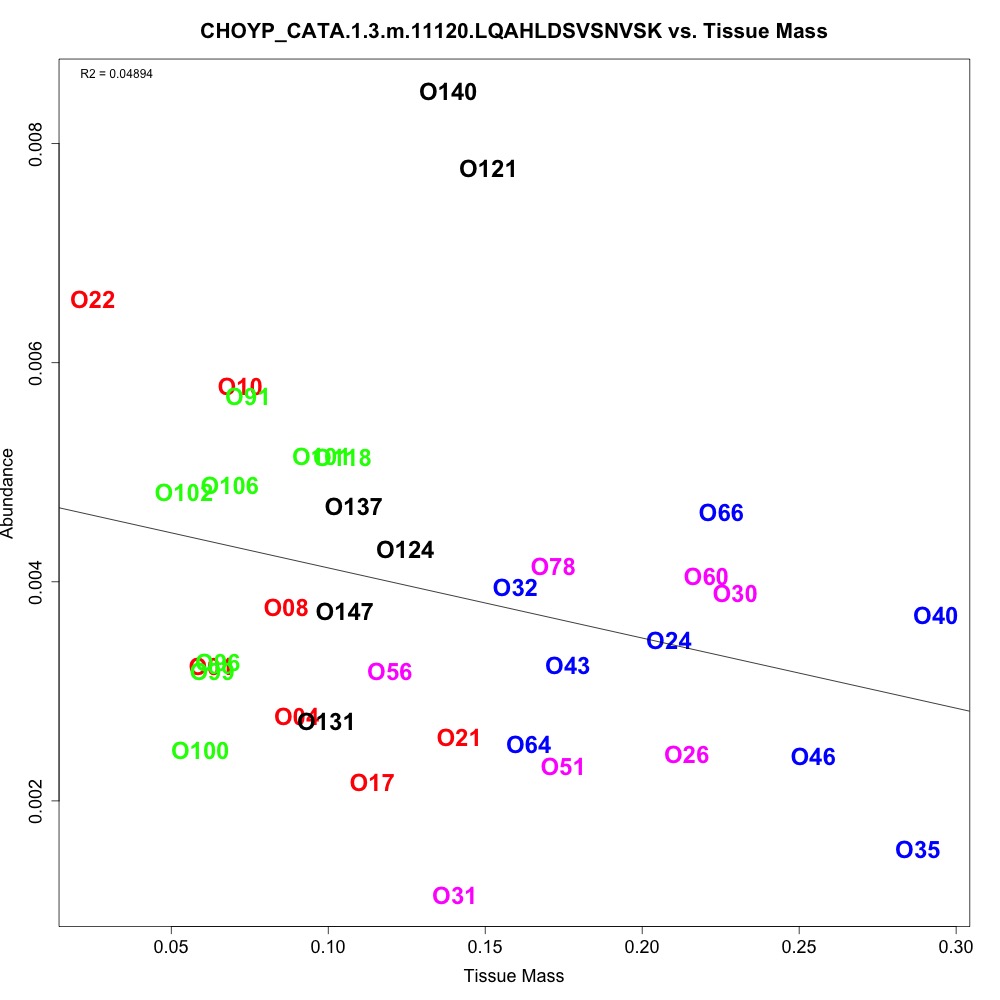 CHOYP_CATA.1.3.m.11120.LQAHLDSVSNVSK vs. Tissue Mass
R2 = 0.04894
O140
O121
O22
O10
O91
O118
O102
O106
O137
O66
O124
O78
O60
O32
O30
O08
O147
O40
O24
O43
O56
O04
O131
O21
O64
O100
O26
O46
O51
O17
O35
O31
0.002
0.004
0.006
0.008
Abundance
0.05
0.10
0.15
0.20
0.25
0.30
Tissue Mass